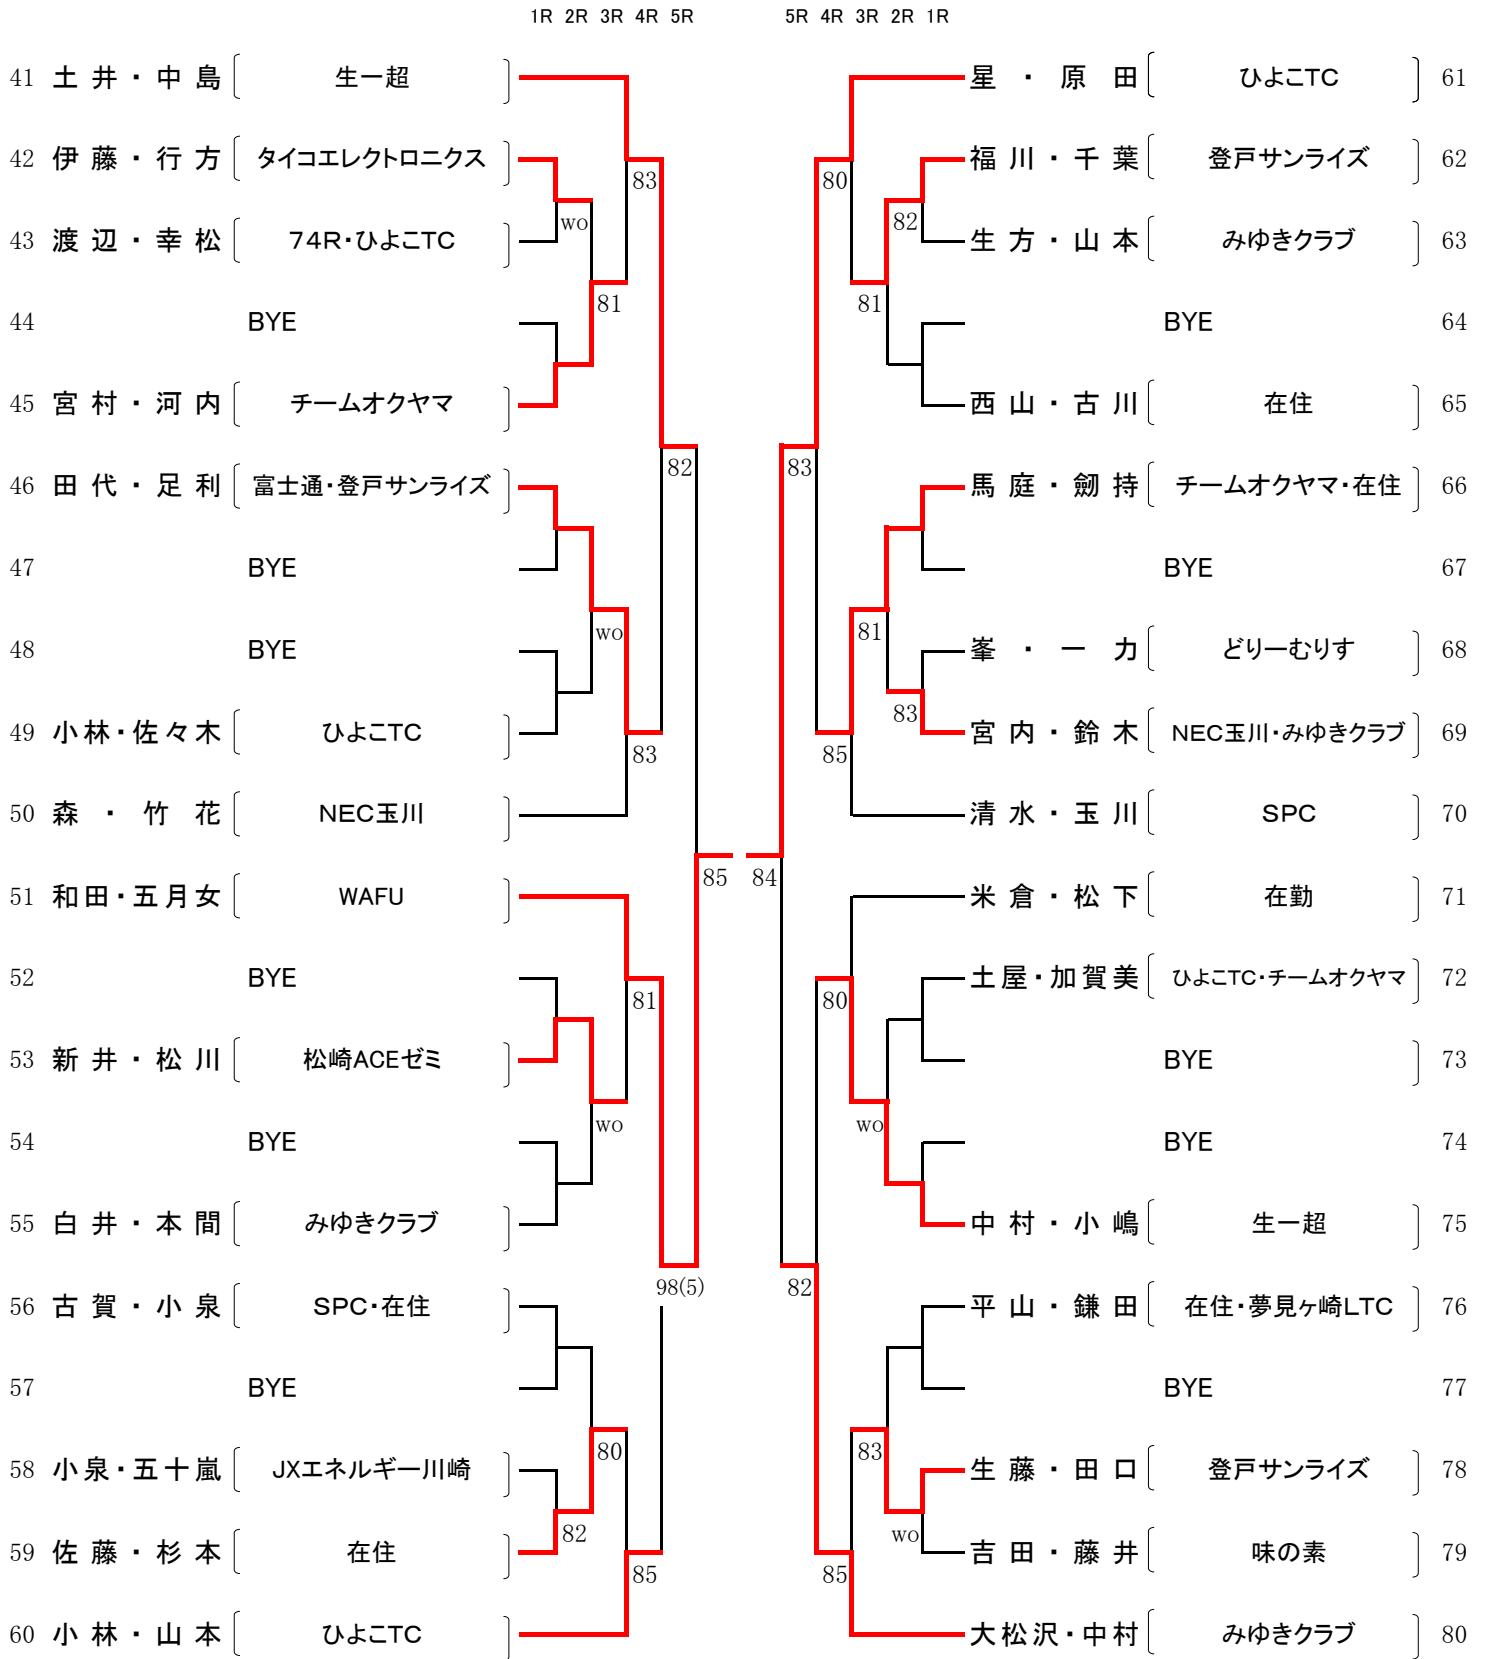 1R 2R 3R 4R 5R 5R 4R 3R 2R 1R
41 土井・中島 生一超 星・原田 ひよこTC 61
42 伊藤・行方 タイコエレクトロニクス 83 80 福川・千葉 登戸サンライズ 62
wo 82
43 渡辺・幸松 74R・ひよこTC 生方・山本 みゆきクラブ 63
81 81
44 BYE BYE 64
45 宮村・河内 チームオクヤマ 西山・古川 在住 65
82 83
46 田代・足利 富士通・登戸サンライズ 馬庭・劒持 チームオクヤマ・在住 66
47 BYE BYE 67
wo 81
48 BYE 峯・一力 どりーむりす 68
83
49 小林・佐々木 ひよこTC 宮内・鈴木 NEC玉川・みゆきクラブ 69
83 85
50 森・竹花 NEC玉川 清水・玉川 SPC 70
85 84
51 和田・五月女 WAFU 米倉・松下 在勤 71
52 BYE 土屋・加賀美 ひよこTC・チームオクヤマ 72
81 80
53 新井・松川 松崎ACEゼミ BYE 73
wo wo
54 BYE BYE 74
55 白井・本間 みゆきクラブ 中村・小嶋 生一超 75
98(5) 82
56 古賀・小泉 SPC・在住 平山・鎌田 在住・夢見ヶ崎LTC 76
57 BYE BYE 77
80 83
58 小泉・五十嵐 JXエネルギー川崎 生藤・田口 登戸サンライズ 78
82 wo
59 佐藤・杉本 在住 吉田・藤井 味の素 79
85 85
60 小林・山本 ひよこTC 大松沢・中村 みゆきクラブ 80